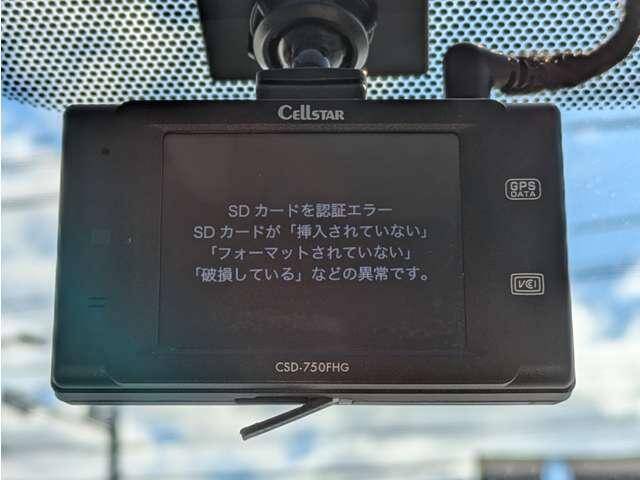 CELLSTAR
SDカードを認証エラー
SDカードが「挿入されていない」
「フォーマットされていない」
「破損している」などの異常です。
GPS
DATA
VCCI
CSD-750FHG